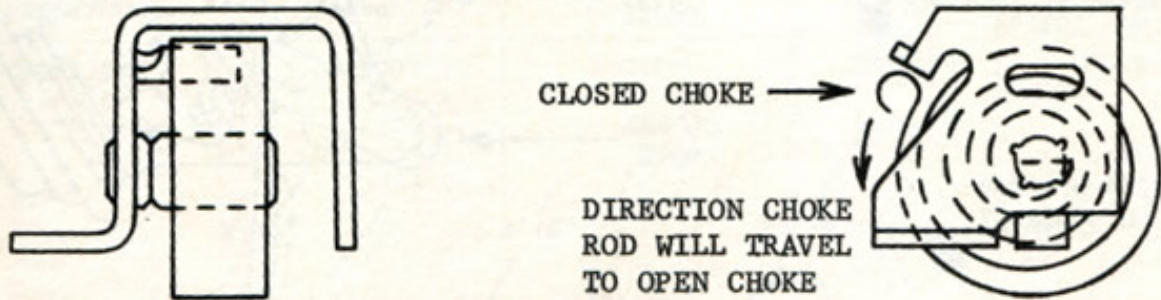 CLOSED CHOKE
DIRECTION CHOKE
ROD WILL TRAVEL
TO OPEN CHOKE